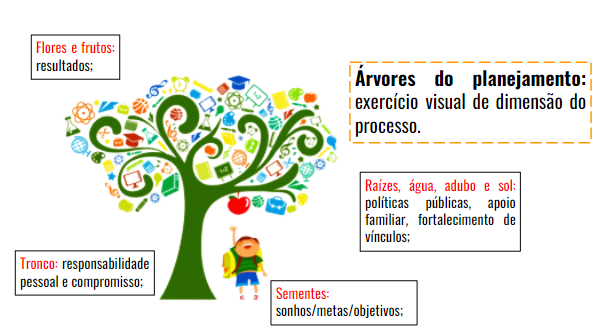 Flores e frutos:
resultados;
Árvores do planejamento:
exercício visual de dimensão do
processo.
Raízes, água, adubo e sol:
políticas públicas, apoio
familiar, fortalecimento de
vínculos;
Tronco: responsabilidade
pessoal e compromisso;
Sementes:
sonhos/metas/objetivos;